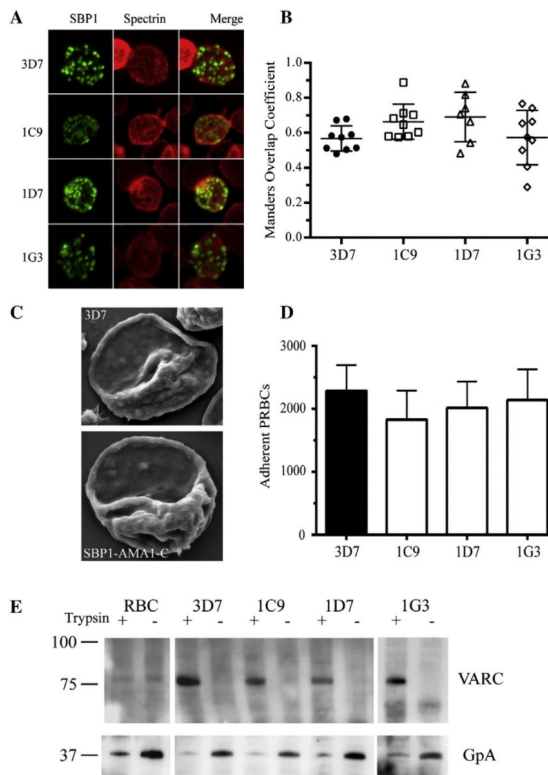 A
SBP1 Spectrin Merge
3D7
1C9
1D7
1G3
B
Manders Overlap Coefficient
1.0
0.8
0.6
0.4
0.2
0.0
3D7 1C9 1D7 1G3
C
3D7
SBP1-AMA1-C
D
Adherent PRBCs
3000
2000
1000
0
3D7 1C9 1D7 1G3
E
RBC 3D7 1C9 1D7 1G3
Trypsin + - + - + - + - + -
100
75
VARC
37
GpA